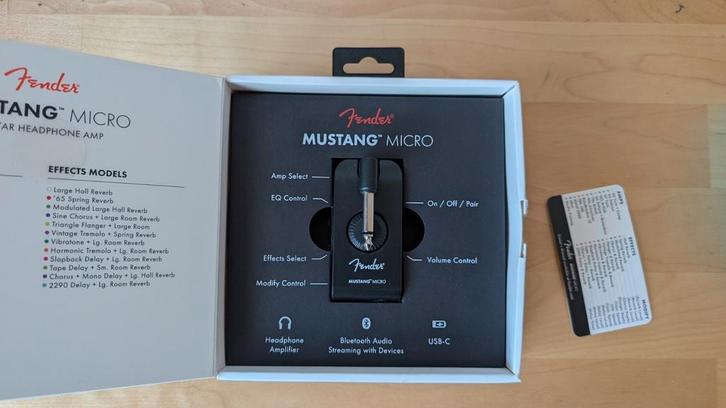 Fender
TANG™ MICRO
TAR HEADPHONE AMP
EFFECTS MODELS
Large Hall Reverb
'65 Spring Reverb
Modulated Large Hall Reverb
Sine Chorus + Large Room Reverb
Triangle Flanger + Large Room
Vintage Tremolo + Spring Reverb
Vibratone + Lg. Room Reverb
Harmonic Tremolo + Lg. Room Reverb
Slapback Delay + Lg. Room Reverb
Tape Delay + Sm. Room Reverb
Chorus + Mono Delay + Lg. Hall Reverb
2290 Delay + Lg. Room Reverb
Fender®
MUSTANG™ MICRO
Amp Select
EQ Control
On / Off / Pair
Effects Select
Volume Control
Modify Control
Fender
MUSTANG MICRO
Headphone
Amplifier
Bluetooth Audio
Streaming with Devices
USB-C
AMPS
EFFECTS
MODIFY
Fender